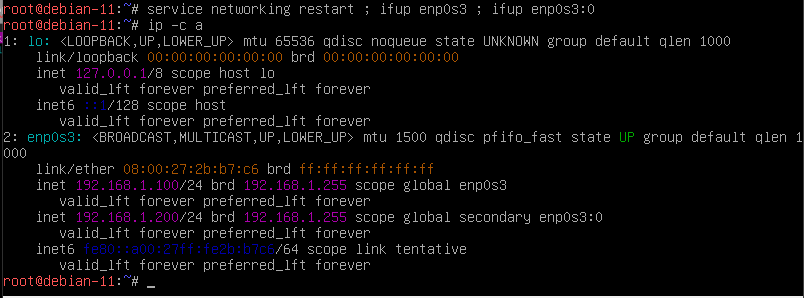 root@debian-11:~# service networking restart ; ifup enp0s3 ; ifup enp0s3:0
root@debian-11:~# ip -c a
1: lo: <LOOPBACK,UP,LOWER_UP> mtu 65536 qdisc noqueue state UNKNOWN group default qlen 1000
link/loopback 00:00:00:00:00:00 brd 00:00:00:00:00:00
inet 127.0.0.1/8 scope host lo
valid_lft forever preferred_lft forever
inet6 ::1/128 scope host
valid_lft forever preferred_lft forever
2: enp0s3: <BROADCAST,MULTICAST,UP,LOWER_UP> mtu 1500 qdisc pfifo_fast state UP group default qlen 1
000
link/ether 08:00:27:2b:b7:c6 brd ff:ff:ff:ff:ff:ff
inet 192.168.1.100/24 brd 192.168.1.255 scope global enp0s3
valid_lft forever preferred_lft forever
inet 192.168.1.200/24 brd 192.168.1.255 scope global secondary enp0s3:0
valid_lft forever preferred_lft forever
inet6 fe80::a00:27ff:fe2b:b7c6/64 scope link tentative
valid_lft forever preferred_lft forever
root@debian-11:~# _